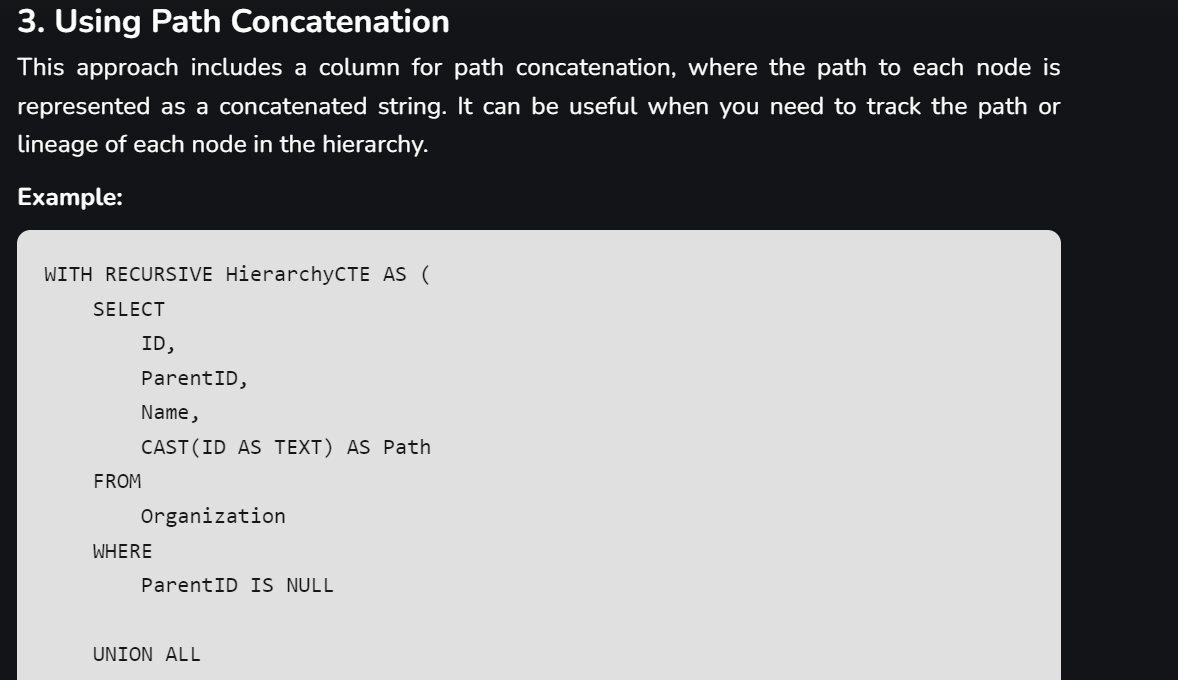 3. Using Path Concatenation
This approach includes a column for path concatenation, where the path to each node is
represented as a concatenated string. It can be useful when you need to track the path or
lineage of each node in the hierarchy.
Example:
WITH RECURSIVE HierarchyCTE AS (
    SELECT
        ID,
        ParentID,
        Name,
        CAST(ID AS TEXT) AS Path
    FROM
        Organization
    WHERE
        ParentID IS NULL
    UNION ALL